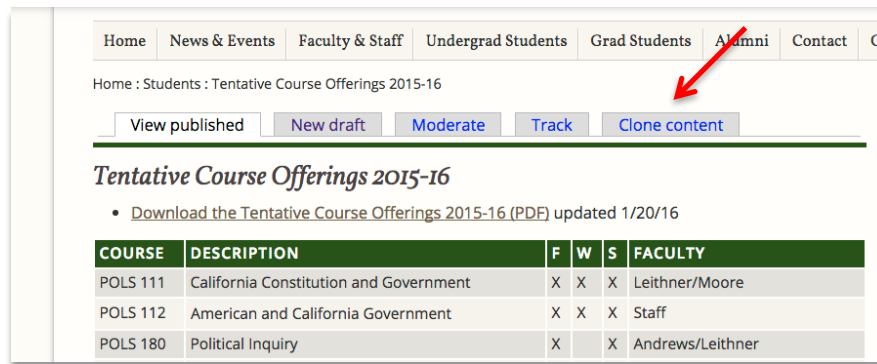 Home News & Events Faculty & Staff Undergrad Students Grad Students Alumni Contact
Home : Students : Tentative Course Offerings 2015-16
View published New draft Moderate Track Clone content
Tentative Course Offerings 2015-16
• Download the Tentative Course Offerings 2015-16 (PDF) updated 1/20/16
COURSE DESCRIPTION F W S FACULTY
POLS 111 California Constitution and Government X X X Leithner/Moore
POLS 112 American and California Government X X X Staff
POLS 180 Political Inquiry X X Andrews/Leithner